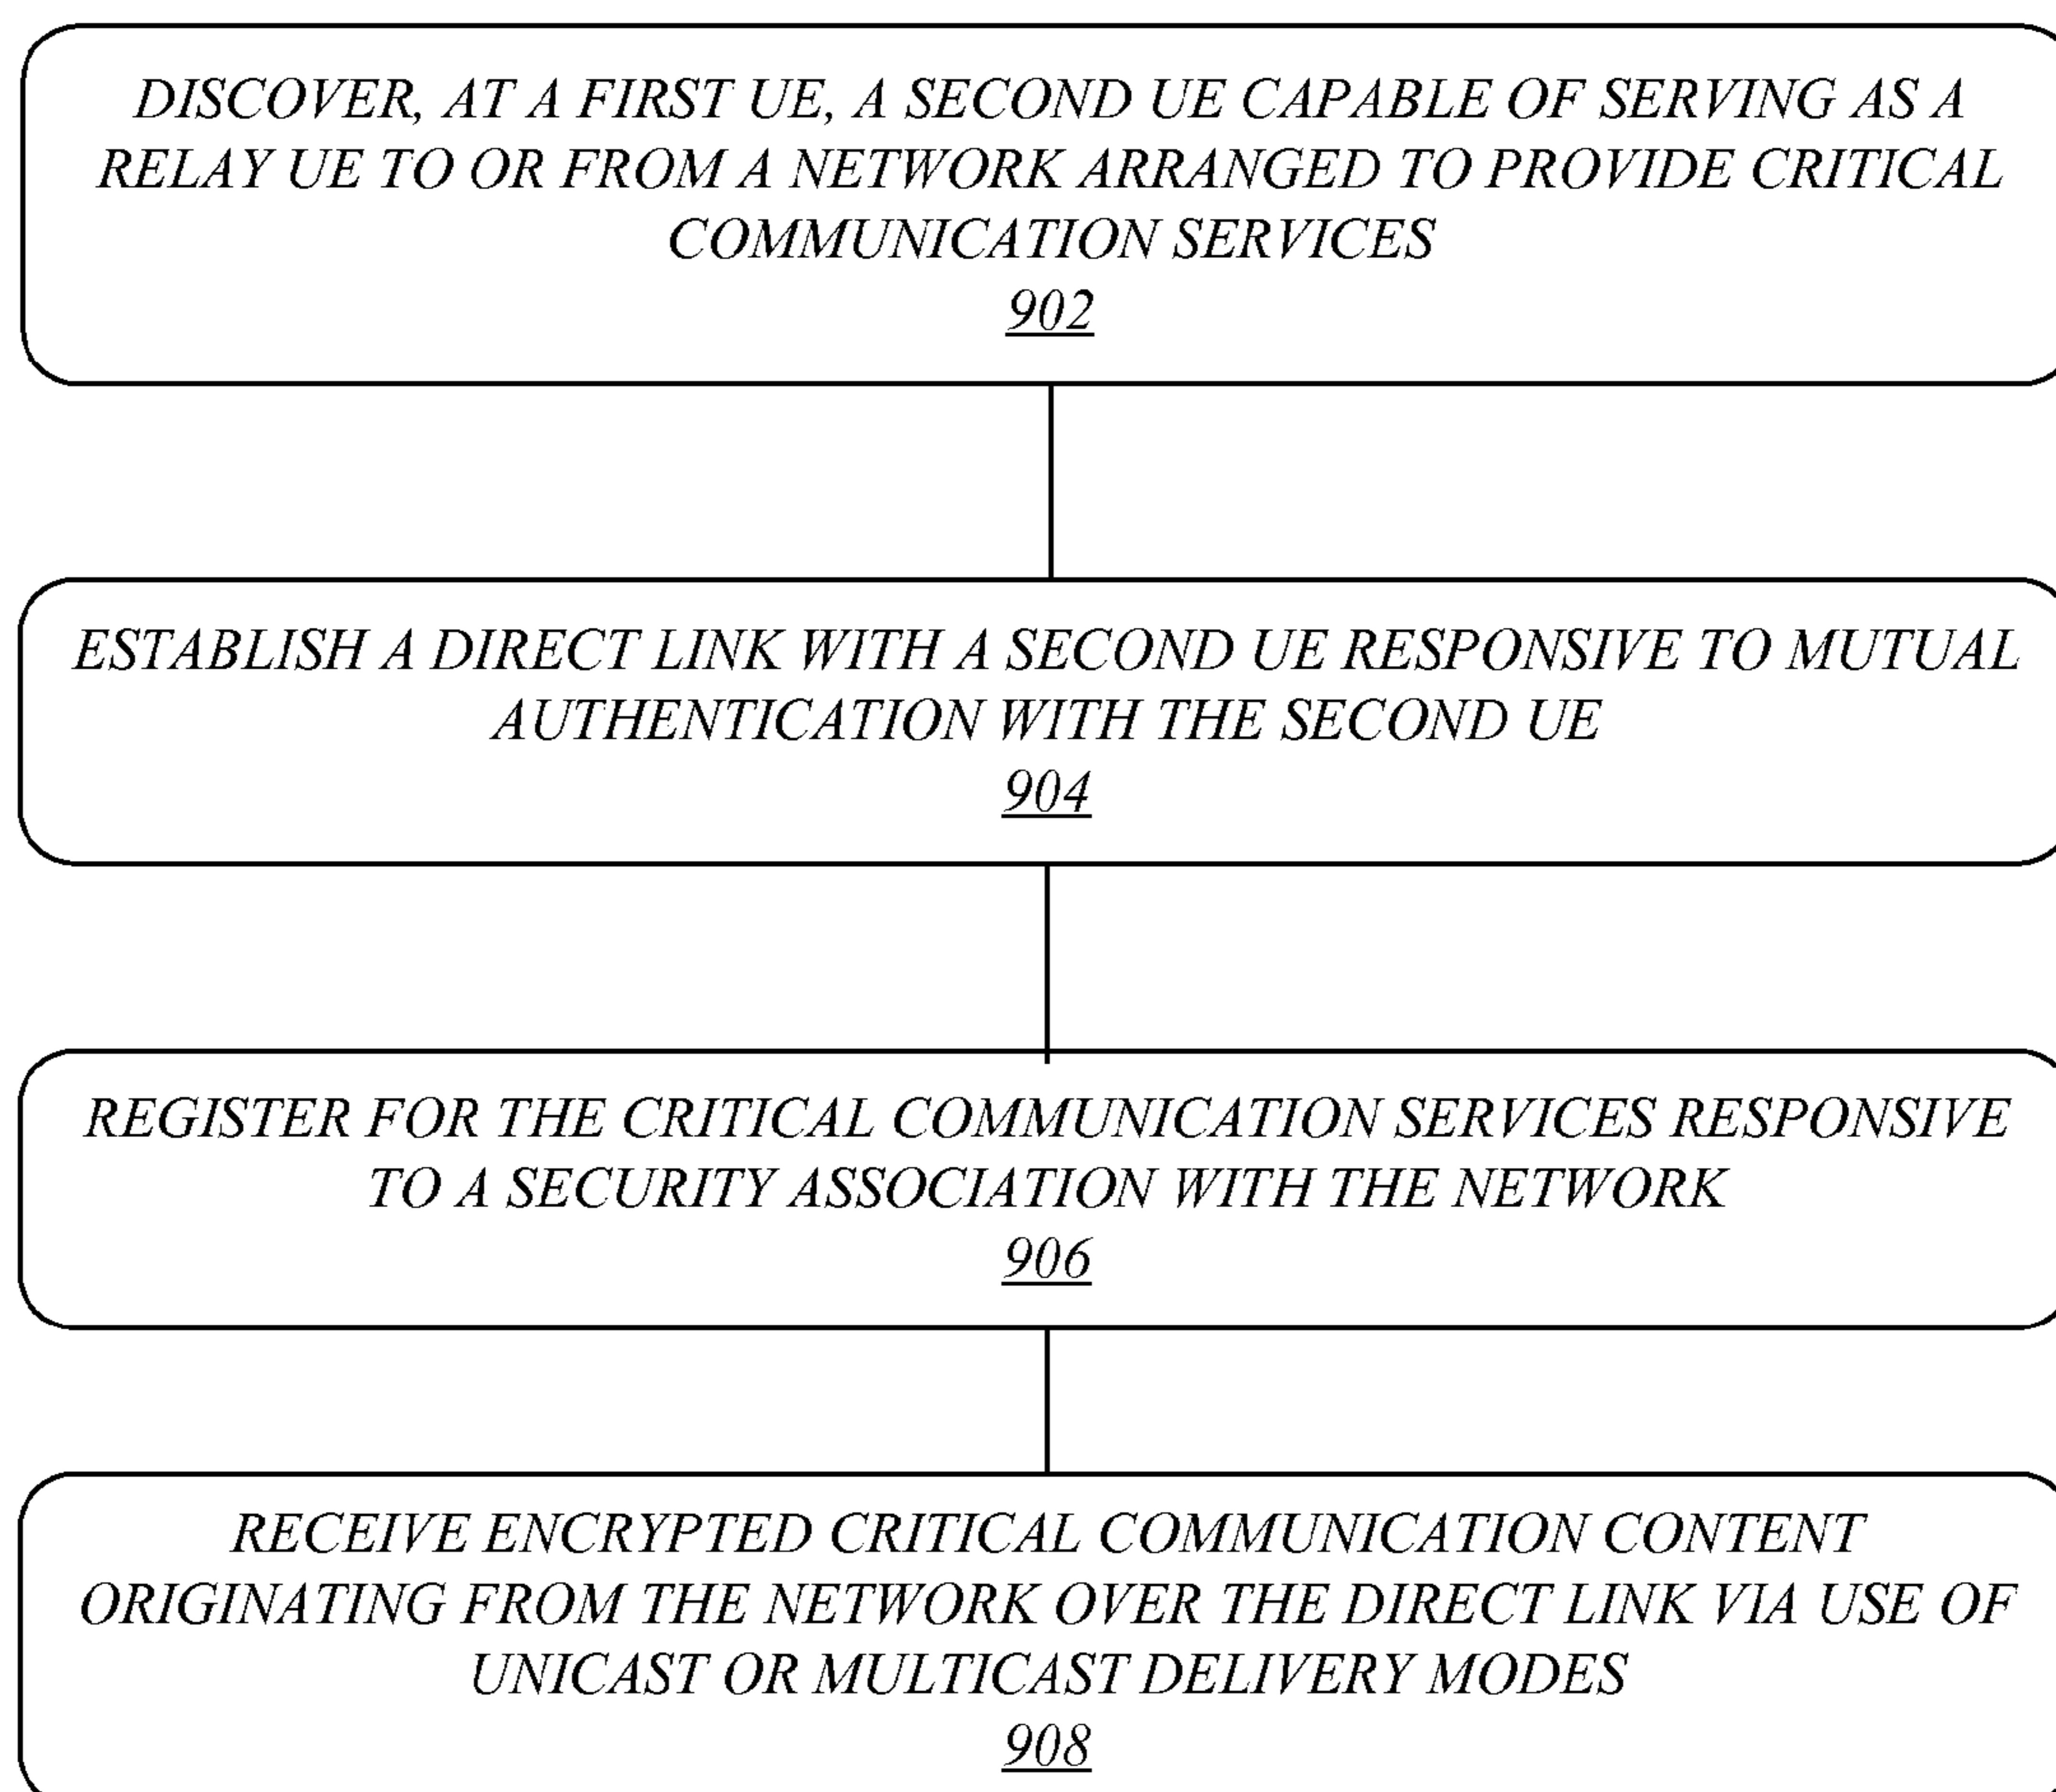 DISCOVER, AT A FIRST UE, A SECOND UE CAPABLE OF SERVING AS A
RELAY UE TO OR FROM A NETWORK ARRANGED TO PROVIDE CRITICAL
COMMUNICATION SERVICES
902
ESTABLISH A DIRECT LINK WITH A SECOND UE RESPONSIVE TO MUTUAL
AUTHENTICATION WITH THE SECOND UE
904
REGISTER FOR THE CRITICAL COMMUNICATION SERVICES RESPONSIVE
TO A SECURITY ASSOCIATION WITH THE NETWORK
906
RECEIVE ENCRYPTED CRITICAL COMMUNICATION CONTENT
ORIGINATING FROM THE NETWORK OVER THE DIRECT LINK VIA USE OF
UNICAST OR MULTICAST DELIVERY MODES
908